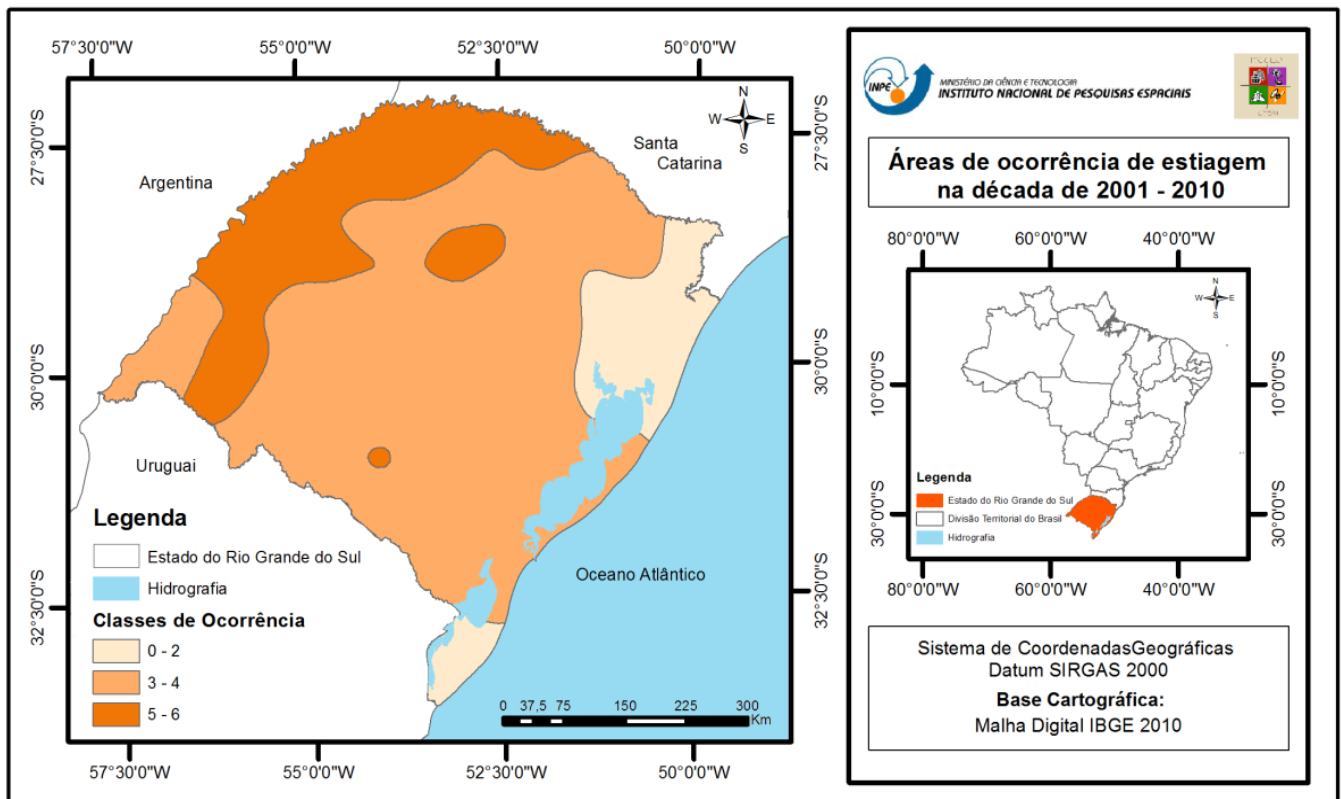 57°30'0"W
55°0'0"W
52°30'0"W
50°0'0"W
27°30'0"S
30°0'0"S
32°30'0"S
27°30'0"S
30°0'0"S
32°30'0"S
57°30'0"W
55°0'0"W
52°30'0"W
50°0'0"W
N
W
E
S
Santa
Catarina
Argentina
Uruguai
Oceano Atlântico
Legenda
Estado do Rio Grande do Sul
Hidrografia
Classes de Ocorrência
0 - 2
3 - 4
5 - 6
0 37,5 75 150 225 300
Km
INPE
MINISTÉRIO DA CIÊNCIA E TECNOLOGIA
INSTITUTO NACIONAL DE PESQUISAS ESPACIAIS
Áreas de ocorrência de estiagem
na década de 2001 - 2010
80°0'0"W
60°0'0"W
40°0'0"W
10°0'0"S
30°0'0"S
10°0'0"S
30°0'0"S
N
W
E
S
Legenda
Estado do Rio Grande do Sul
Divisão Territorial do Brasil
Hidrografia
80°0'0"W
60°0'0"W
40°0'0"W
Sistema de CoordenadasGeográficas
Datum SIRGAS 2000
Base Cartográfica:
Malha Digital IBGE 2010